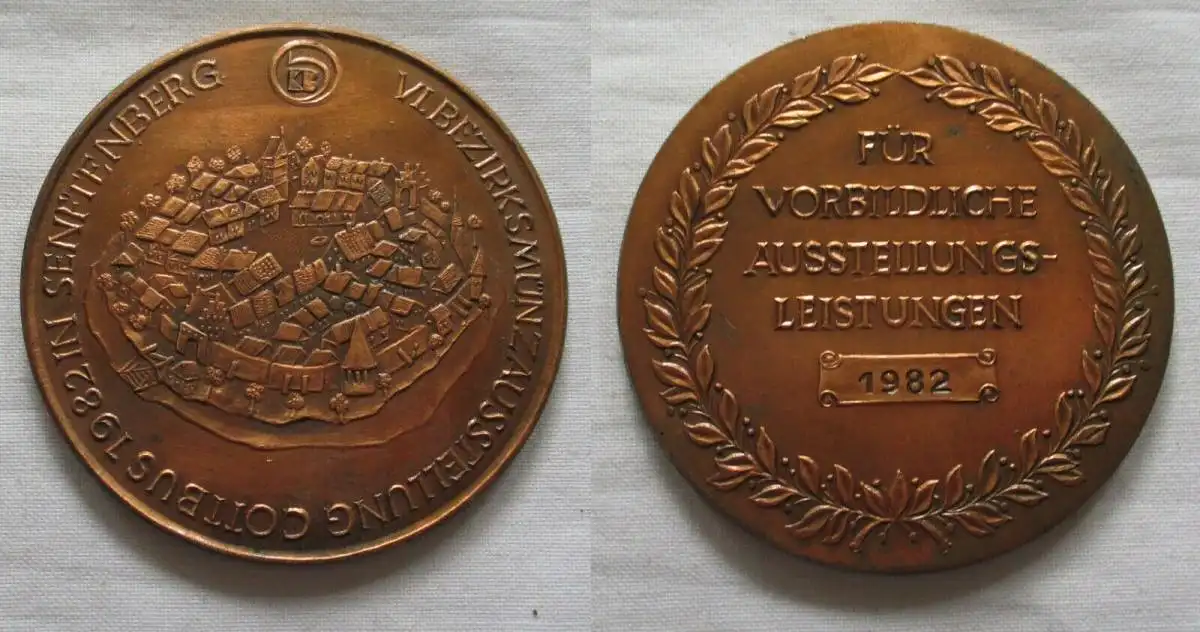 VI. BEZIRKSMÜNZAUSSTELLUNG COTTBUS 1982 IN SENFTENBERG
FÜR
VORBILDLICHE
AUSSTELLUNGS-
LEISTUNGEN
1982